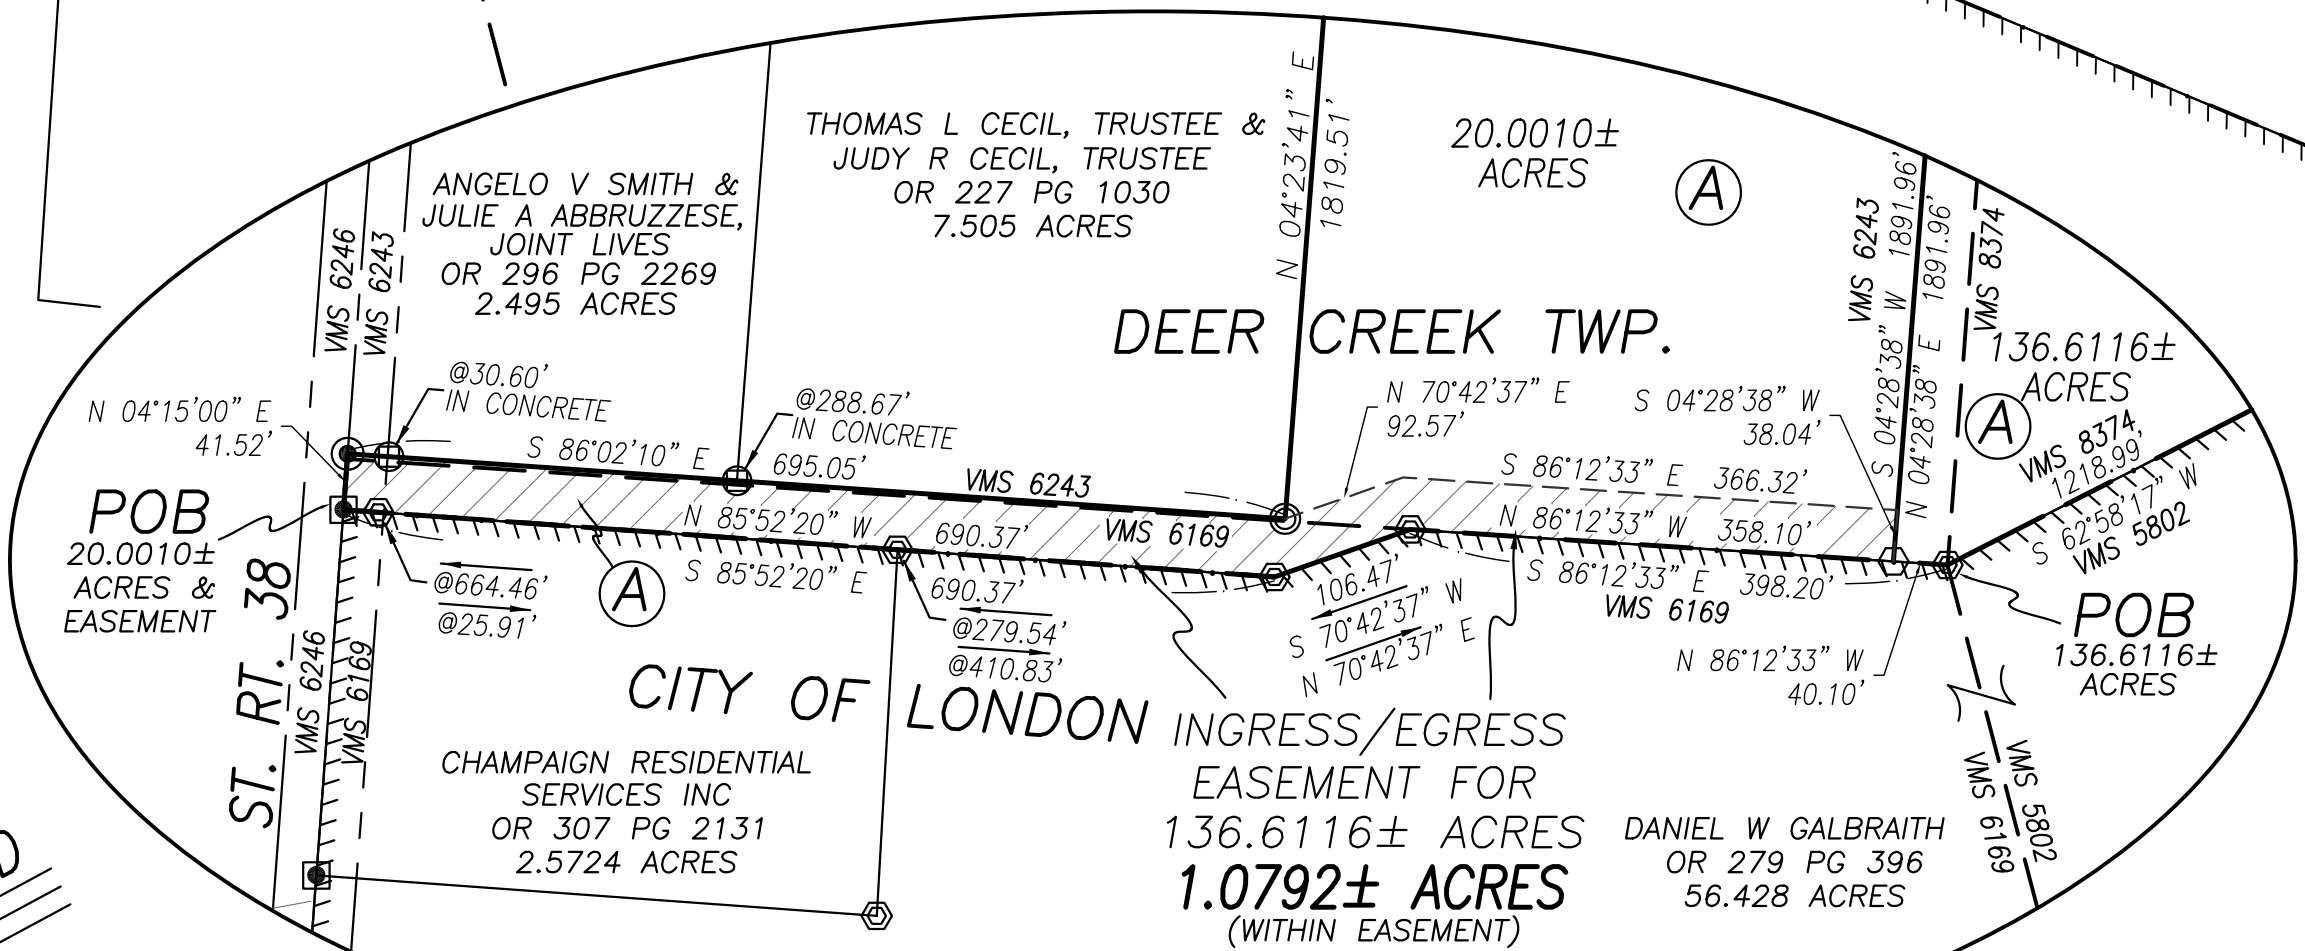 THOMAS L CECIL, TRUSTEE &
JUDY R CECIL, TRUSTEE
OR 227 PG 1030
7.505 ACRES
ANGELO V SMITH &
JULIE A ABBRUZZESE,
JOINT LIVES
OR 296 PG 2269
2.495 ACRES
N 04°23'41" E
1819.51'
20.0010±
ACRES
A
VMS 6243
S 04°28'38" W 1891.96'
N 04°28'38" E 1891.96'
VMS 8374
136.6116±
ACRES
A
VMS 8374,
1218.99'
S 62°58'17" W
VMS 5802
VMS 6246
VMS 6243
DEER CREEK TWP.
@30.60'
IN CONCRETE
@288.67'
IN CONCRETE
N 04°15'00" E
41.52'
S 86°02'10" E
695.05'
VMS 6243
N 70°42'37" E
92.57'
S 04°28'38" W
38.04'
S 86°12'33" E 366.32'
POB
20.0010±
ACRES &
EASEMENT
N 85°52'20" W 690.37'
VMS 6169
N 86°12'33" W 358.10'
S 85°52'20" E
690.37'
S 86°12'33" E 398.20'
VMS 6169
A
@664.46'
@25.91'
@279.54'
@410.83'
106.47'
S 70°42'37" W
N 70°42'37" E
N 86°12'33" W
40.10'
POB
136.6116±
ACRES
ST. RT. 38
VMS 6246
VMS 6169
CITY OF LONDON
CHAMPAIGN RESIDENTIAL
SERVICES INC
OR 307 PG 2131
2.5724 ACRES
INGRESS/EGRESS
EASEMENT FOR
136.6116± ACRES
1.0792± ACRES
(WITHIN EASEMENT)
DANIEL W GALBRAITH
OR 279 PG 396
56.428 ACRES
VMS 5802
VMS 6169